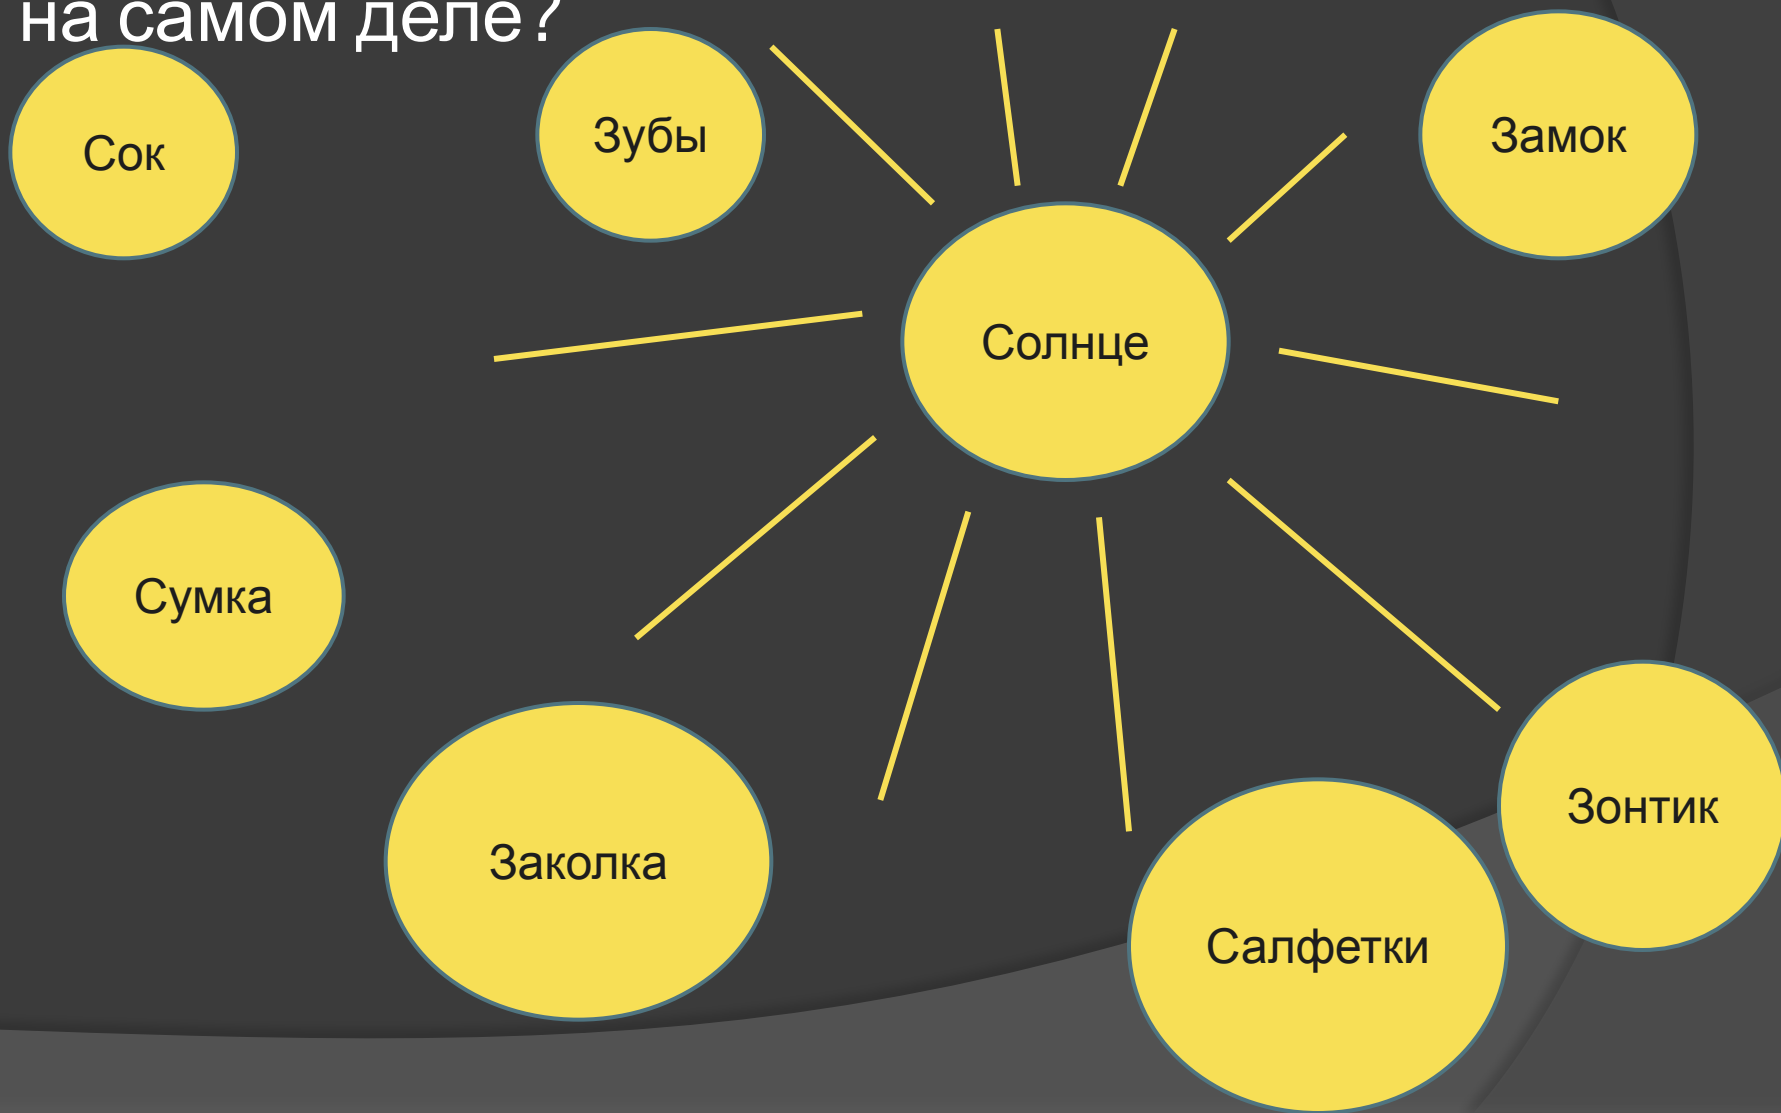 на самом деле?
Сок
Зубы
Замок
Солнце
Сумка
Заколка
Салфетки
Зонтик